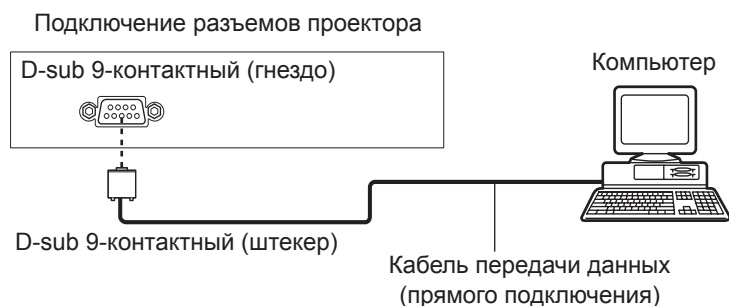 Подключение разъемов проектора
D-sub 9-контактный (гнездо)
Компьютер
D-sub 9-контактный (штекер)
Кабель передачи данных
(прямого подключения)